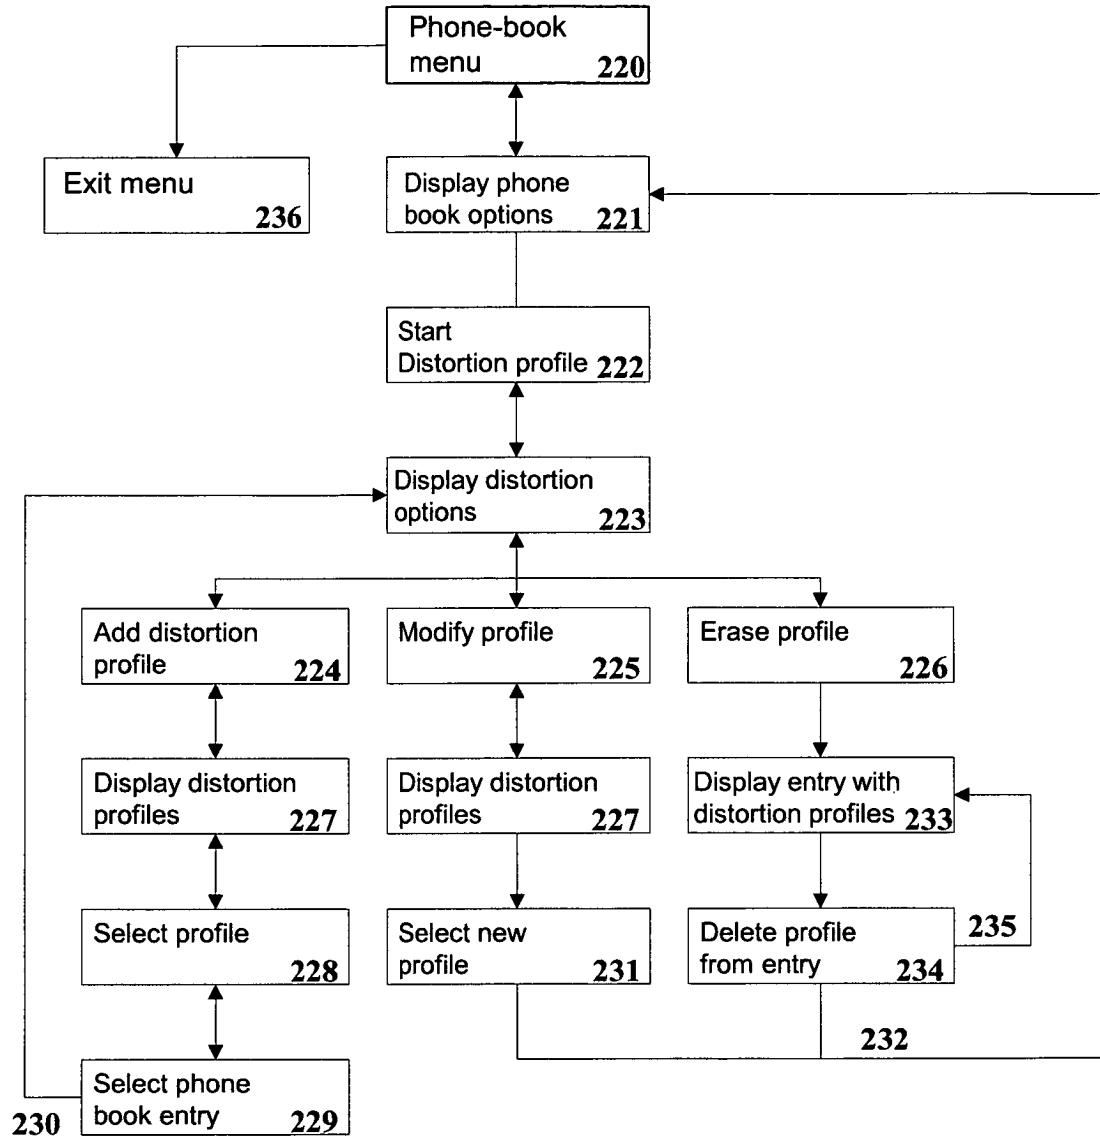 Phone-book
menu 220
Exit menu
236
Display phone
book options 221
Start
Distortion profile 222
Display distortion
options 223
Add distortion
profile 224
Modify profile
225
Erase profile
226
Display distortion
profiles 227
Display distortion
profiles 227
Display entry with
distortion profiles 233
Select profile
228
Select new
profile 231
Delete profile
from entry 234
235
232
Select phone
book entry 229
230